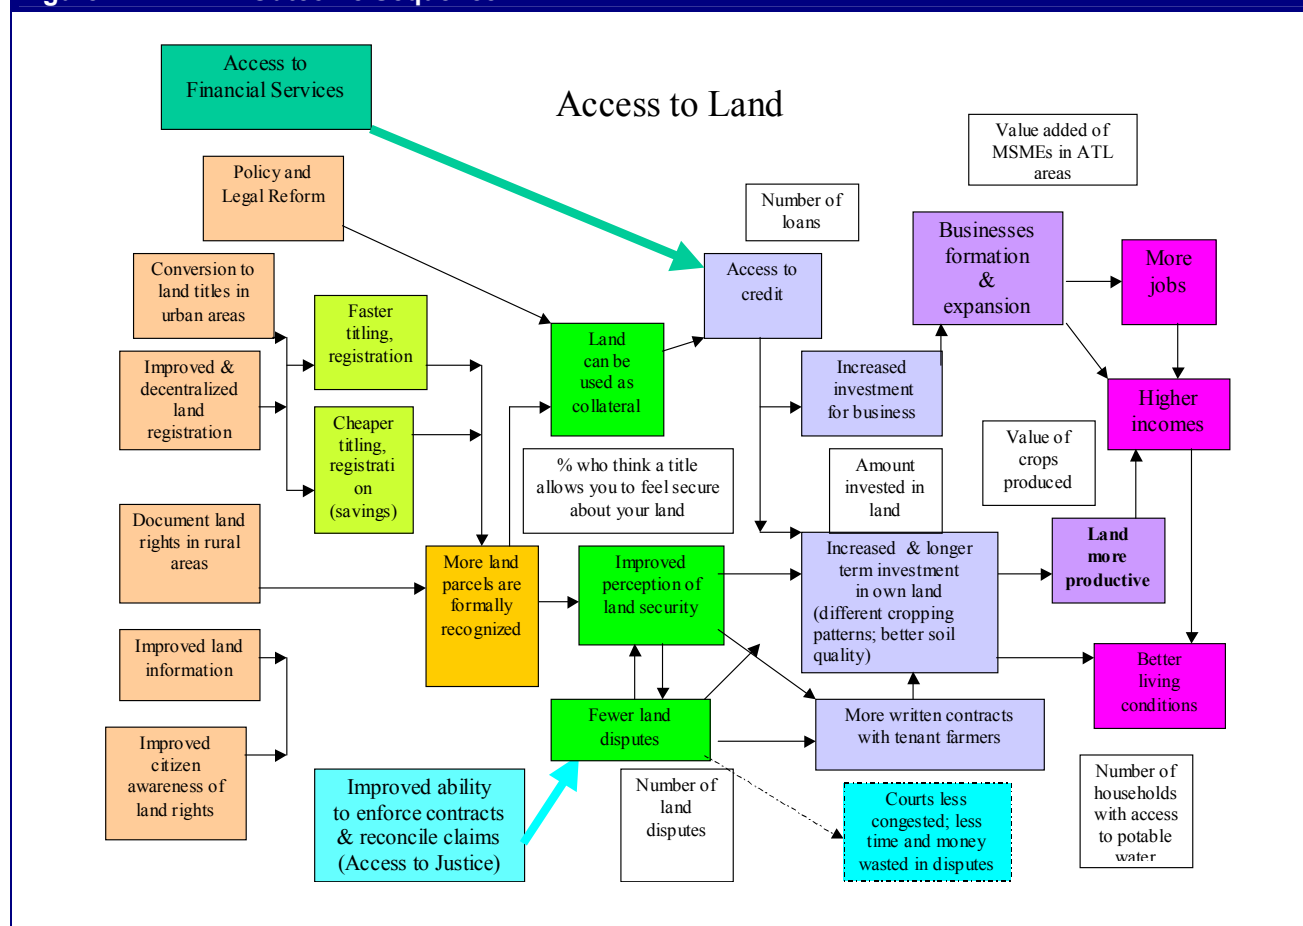 Access to
Financial Services
Access to Land
Value added of
MSMEs in ATL
areas
Policy and
Legal Reform
Number of
loans
Businesses
formation
&
expansion
More
jobs
Conversion to
land titles in
urban areas
Access to
credit
Faster
titling,
registration
Land
can be
used as
collateral
Improved &
decentralized
land
registration
Increased
investment
for business
Higher
incomes
Cheaper
titling,
registrati
on
(savings)
% who think a title
allows you to feel secure
about your land
Amount
invested in
land
Value of
crops
produced
Document land
rights in rural
areas
More land
parcels are
formally
recognized
Improved
perception of
land security
Increased & longer
term investment
in own land
(different cropping
patterns; better soil
quality)
Land
more
productive
Improved land
information
Better
living
conditions
Fewer land
disputes
More written contracts
with tenant farmers
Improved
citizen
awareness of
land rights
Improved ability
to enforce contracts
& reconcile claims
(Access to Justice)
Number of
land
disputes
Courts less
congested; less
time and money
wasted in disputes
Number of
households
with access
to potable
water